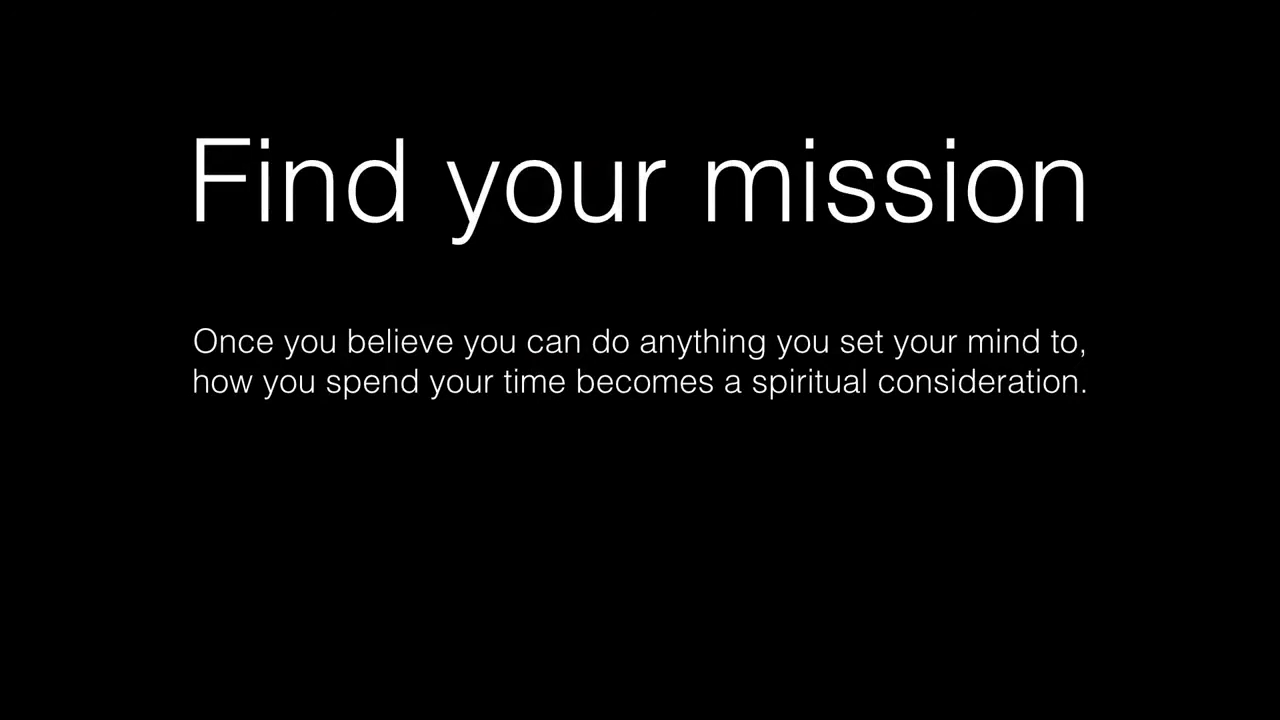 Find your mission
Once you believe you can do anything you set your mind to,
how you spend your time becomes a spiritual consideration.